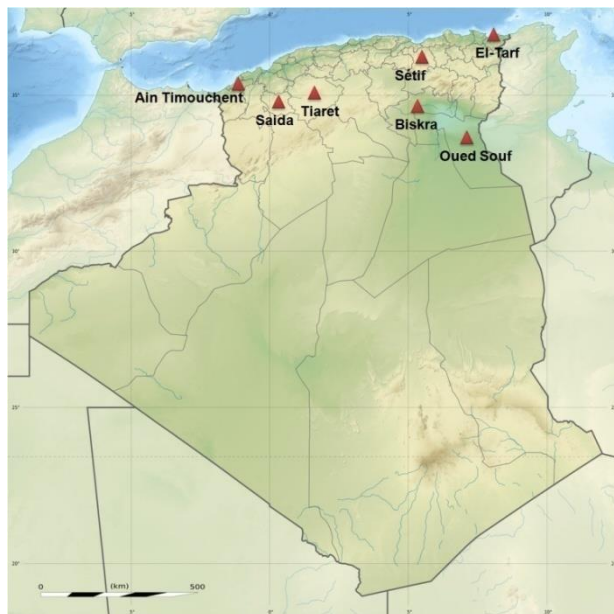 El-Tarf
Sétif
Ain Timouchent
Tiaret
Saida
Biskra
Oued Souf
0 (km) 500